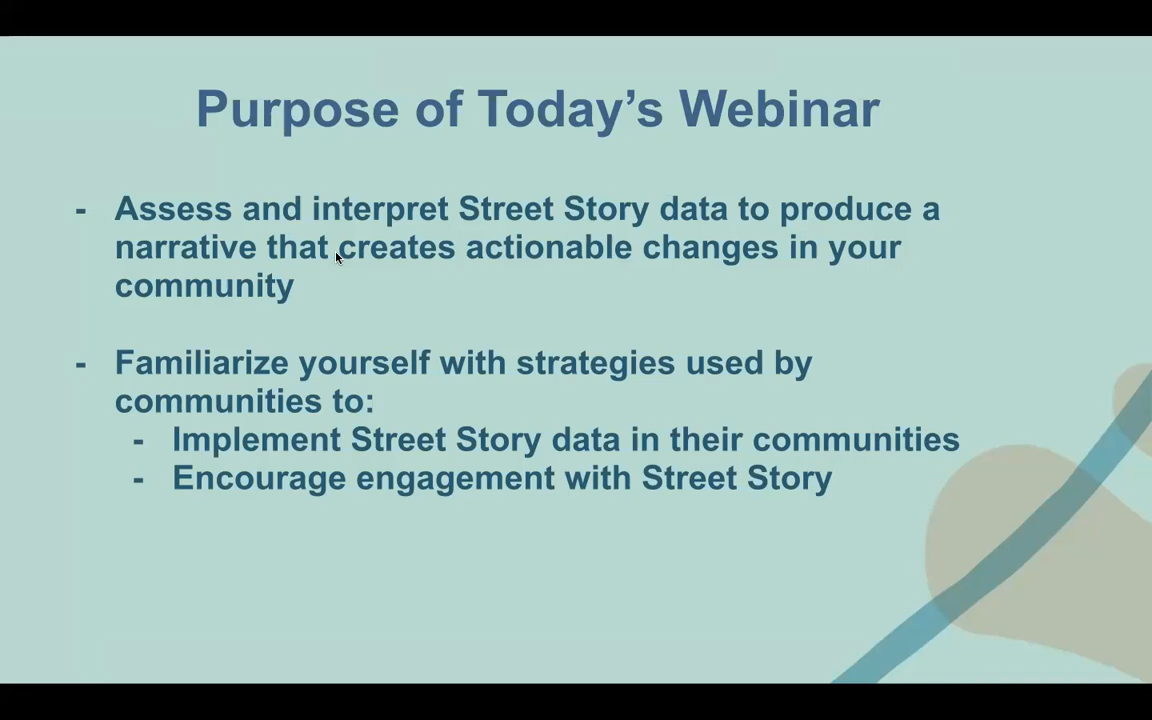 Purpose of Today’s Webinar
- Assess and interpret Street Story data to produce a
narrative that creates actionable changes in your
community
- Familiarize yourself with strategies used by
communities to:
- Implement Street Story data in their communities
- Encourage engagement with Street Story